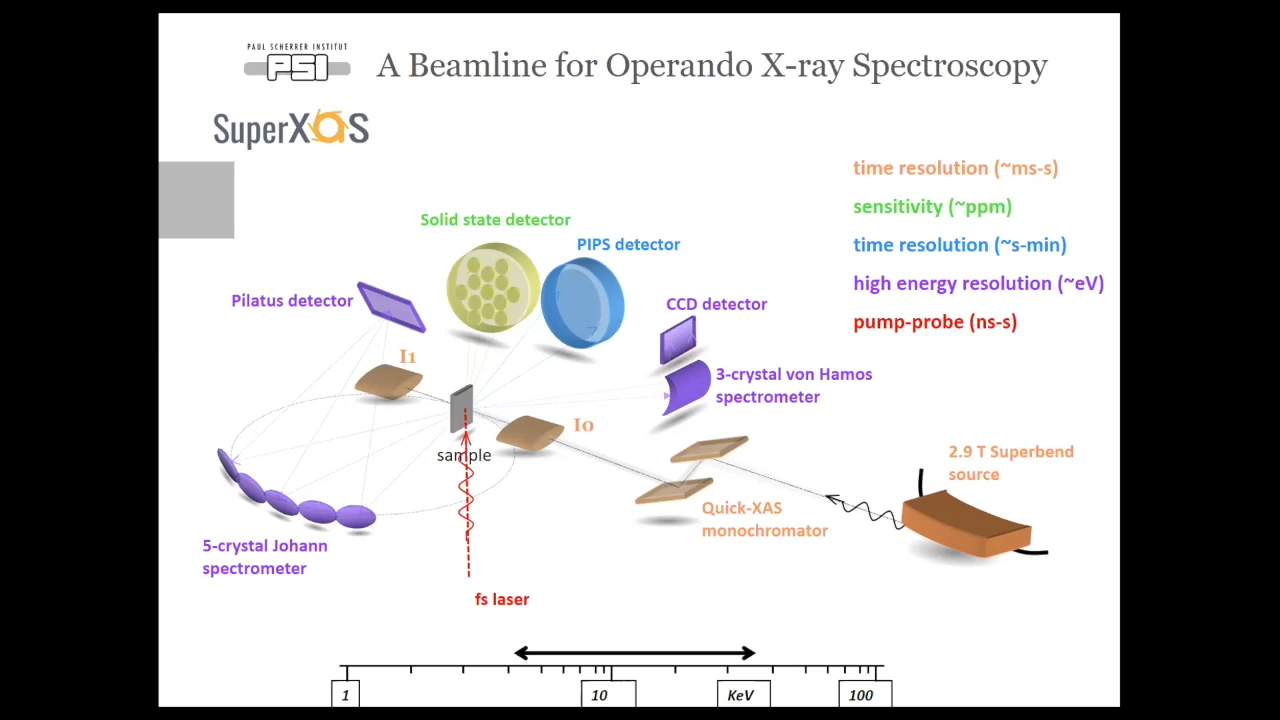 PAUL SCHERRER INSTITUT
PSI
A Beamline for Operando X-ray Spectroscopy
SuperXaS
time resolution (~ms-s)
sensitivity (~ppm)
time resolution (~s-min)
high energy resolution (~eV)
pump-probe (ns-s)
Solid state detector
PIPS detector
Pilatus detector
CCD detector
I1
3-crystal von Hamos
spectrometer
I0
sample
2.9 T Superbend
source
Quick-XAS
monochromator
5-crystal Johann
spectrometer
fs laser
1
10
KeV
100